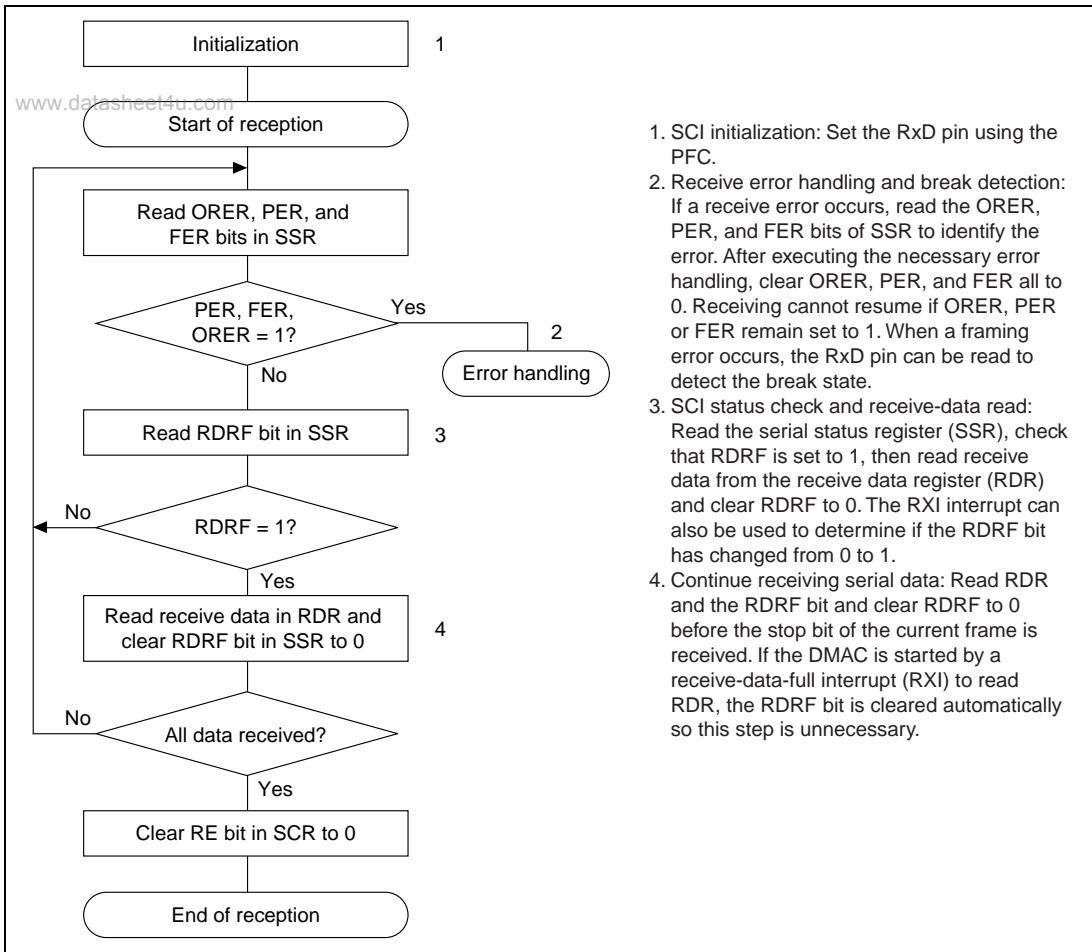 Initialization
1
www.datasheet4u.com
Start of reception
Read ORER, PER, and
FER bits in SSR
PER, FER,
ORER = 1?
Yes
2
Error handling
No
Read RDRF bit in SSR
3
No
RDRF = 1?
Yes
Read receive data in RDR and
clear RDRF bit in SSR to 0
4
No
All data received?
Yes
Clear RE bit in SCR to 0
End of reception
1. SCI initialization: Set the RxD pin using the
PFC.
2. Receive error handling and break detection:
If a receive error occurs, read the ORER,
PER, and FER bits of SSR to identify the
error. After executing the necessary error
handling, clear ORER, PER, and FER all to
0. Receiving cannot resume if ORER, PER
or FER remain set to 1. When a framing
error occurs, the RxD pin can be read to
detect the break state.
3. SCI status check and receive-data read:
Read the serial status register (SSR), check
that RDRF is set to 1, then read receive
data from the receive data register (RDR)
and clear RDRF to 0. The RXI interrupt can
also be used to determine if the RDRF bit
has changed from 0 to 1.
4. Continue receiving serial data: Read RDR
and the RDRF bit and clear RDRF to 0
before the stop bit of the current frame is
received. If the DMAC is started by a
receive-data-full interrupt (RXI) to read
RDR, the RDRF bit is cleared automatically
so this step is unnecessary.